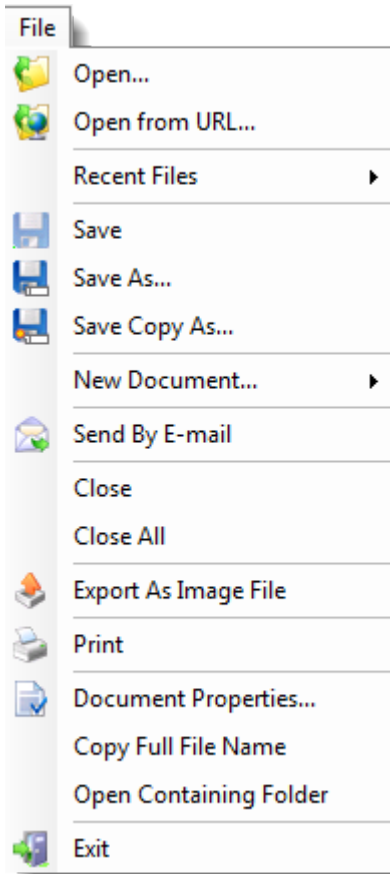 File
Open...
Open from URL...
Recent Files
Save
Save As...
Save Copy As...
New Document...
Send By E-mail
Close
Close All
Export As Image File
Print
Document Properties...
Copy Full File Name
Open Containing Folder
Exit